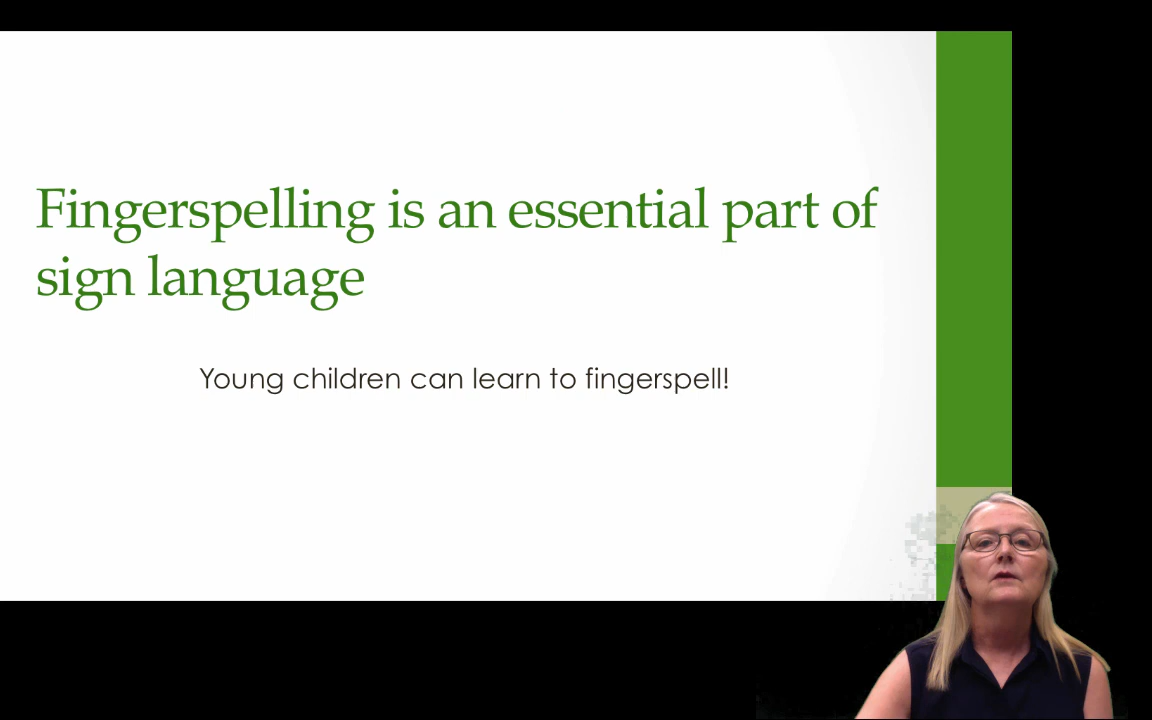 Fingerspelling is an essential part of
sign language
Young children can learn to fingerspell!